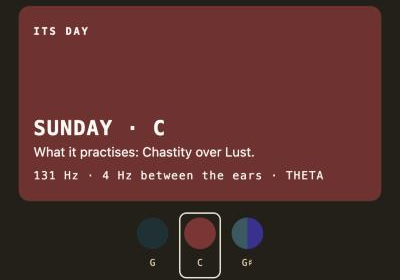 ITS DAY
SUNDAY · C
What it practises: Chastity over Lust.
131 Hz · 4 Hz between the ears · THETA
G C G♯